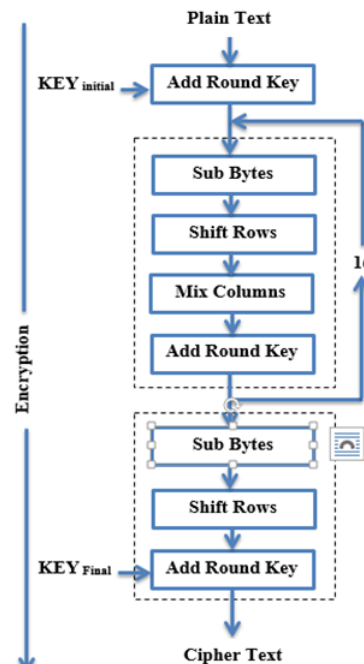 Plain Text
KEY initial
Add Round Key
Sub Bytes
Shift Rows
Mix Columns
Add Round Key
Encryption
Sub Bytes
Shift Rows
KEY Final
Add Round Key
Cipher Text